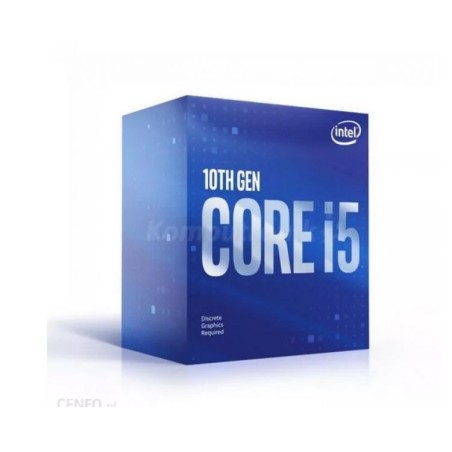 intel
10TH GEN
CORE i5
Discrete
Graphics
Required
CENEO.pl